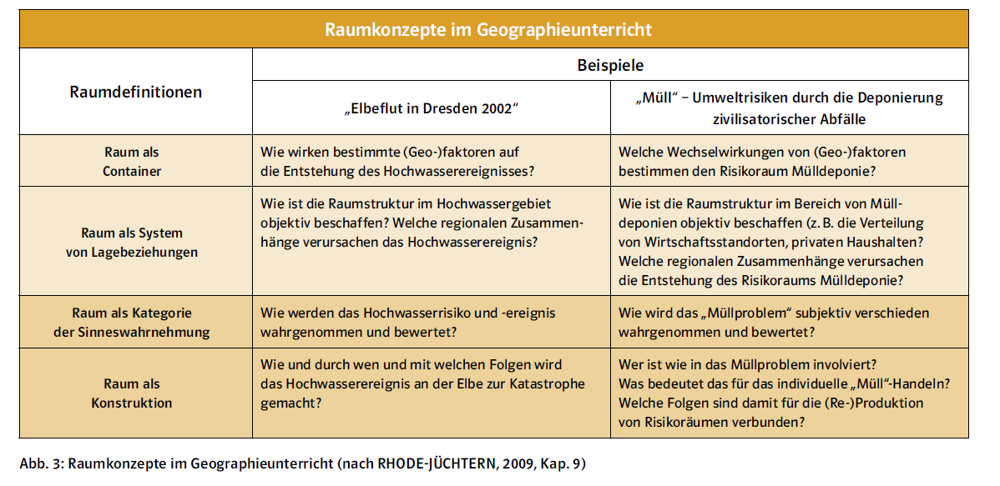 Raumkonzepte im Geographieunterricht
Raumdefinitionen
Beispiele
„Elbeflut in Dresden 2002“
„Müll“ – Umweltrisiken durch die Deponierung
zivilisatorischer Abfälle
Raum als
Container
Wie wirken bestimmte (Geo-)faktoren auf
die Entstehung des Hochwasserereignisses?
Welche Wechselwirkungen von (Geo-)faktoren
bestimmen den Risikoraum Mülldeponie?
Raum als System
von Lagebeziehungen
Wie ist die Raumstruktur im Hochwassergebiet
objektiv beschaffen? Welche regionalen Zusammen-
hänge verursachen das Hochwasserereignis?
Wie ist die Raumstruktur im Bereich von Müll-
deponien objektiv beschaffen (z. B. die Verteilung
von Wirtschaftsstandorten, privaten Haushalten?
Welche regionalen Zusammenhänge verursachen
die Entstehung des Risikoraums Mülldeponie?
Raum als Kategorie
der Sinneswahrnehmung
Wie werden das Hochwasserrisiko und -ereignis
wahrgenommen und bewertet?
Wie wird das „Müllproblem“ subjektiv verschieden
wahrgenommen und bewertet?
Raum als
Konstruktion
Wie und durch wen und mit welchen Folgen wird
das Hochwasserereignis an der Elbe zur Katastrophe
gemacht?
Wer ist wie in das Müllproblem involviert?
Was bedeutet das für das individuelle „Müll“-Handeln?
Welche Folgen sind damit für die (Re-)Produktion
von Risikoräumen verbunden?
Abb. 3: Raumkonzepte im Geographieunterricht (nach RHODE-JÜCHTERN, 2009, Kap. 9)